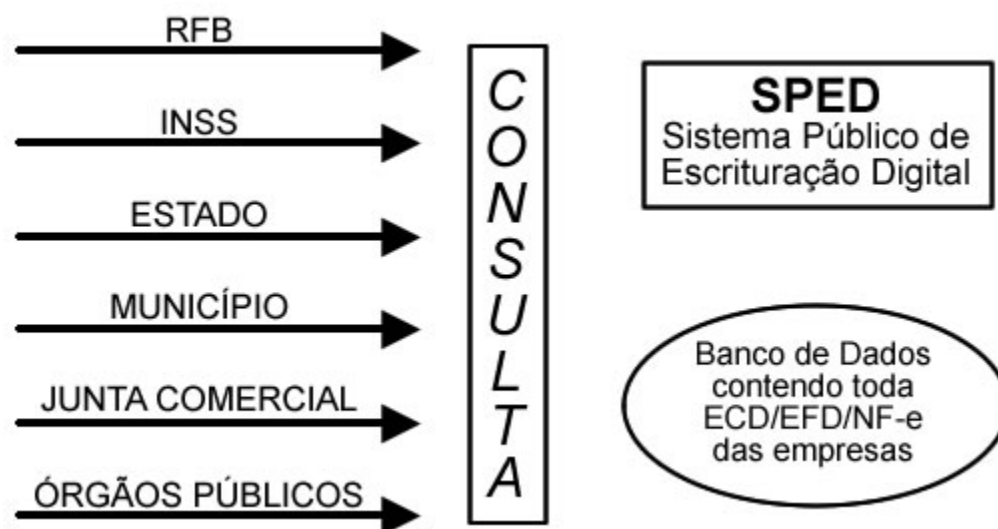 RFB
INSS
ESTADO
MUNICÍPIO
JUNTA COMERCIAL
ÓRGÃOS PÚBLICOS
CONSULTA
SPED
Sistema Público de
Escrituração Digital
Banco de Dados
contendo toda
ECD/EFD/NF-e
das empresas